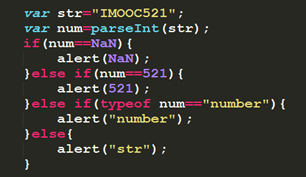 var str="IMOOC521";
var num=parseInt(str);
if(num==NaN){
    alert(NaN);
}else if(num==521){
    alert(521);
}else if(typeof num=="number"){
    alert("number");
}else{
    alert("str");
}